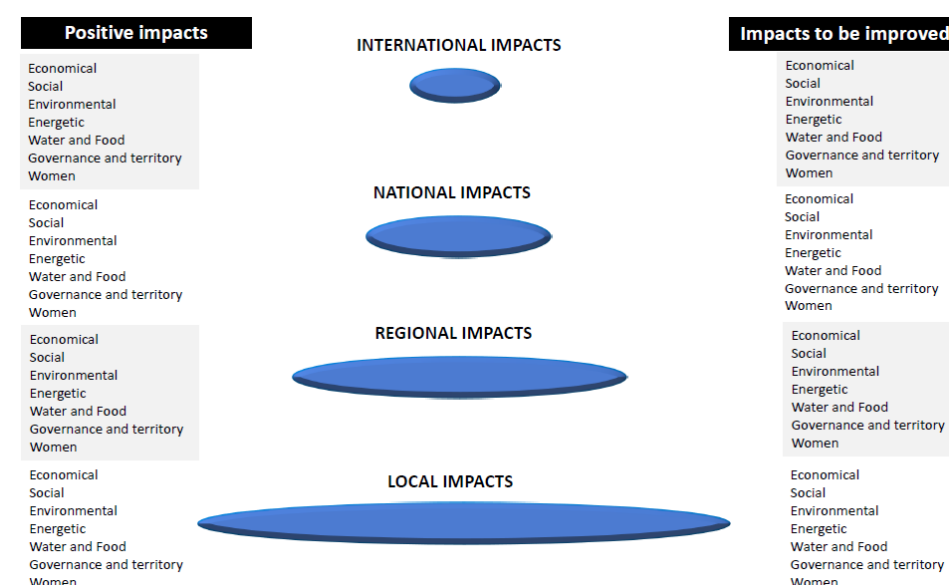 Positive impacts
INTERNATIONAL IMPACTS
Impacts to be improved
Economical
Social
Environmental
Energetic
Water and Food
Governance and territory
Women
Economical
Social
Environmental
Energetic
Water and Food
Governance and territory
Women
NATIONAL IMPACTS
Economical
Social
Environmental
Energetic
Water and Food
Governance and territory
Women
Economical
Social
Environmental
Energetic
Water and Food
Governance and territory
Women
REGIONAL IMPACTS
Economical
Social
Environmental
Energetic
Water and Food
Governance and territory
Women
Economical
Social
Environmental
Energetic
Water and Food
Governance and territory
Women
LOCAL IMPACTS
Economical
Social
Environmental
Energetic
Water and Food
Governance and territory
Women
Economical
Social
Environmental
Energetic
Water and Food
Governance and territory
Women